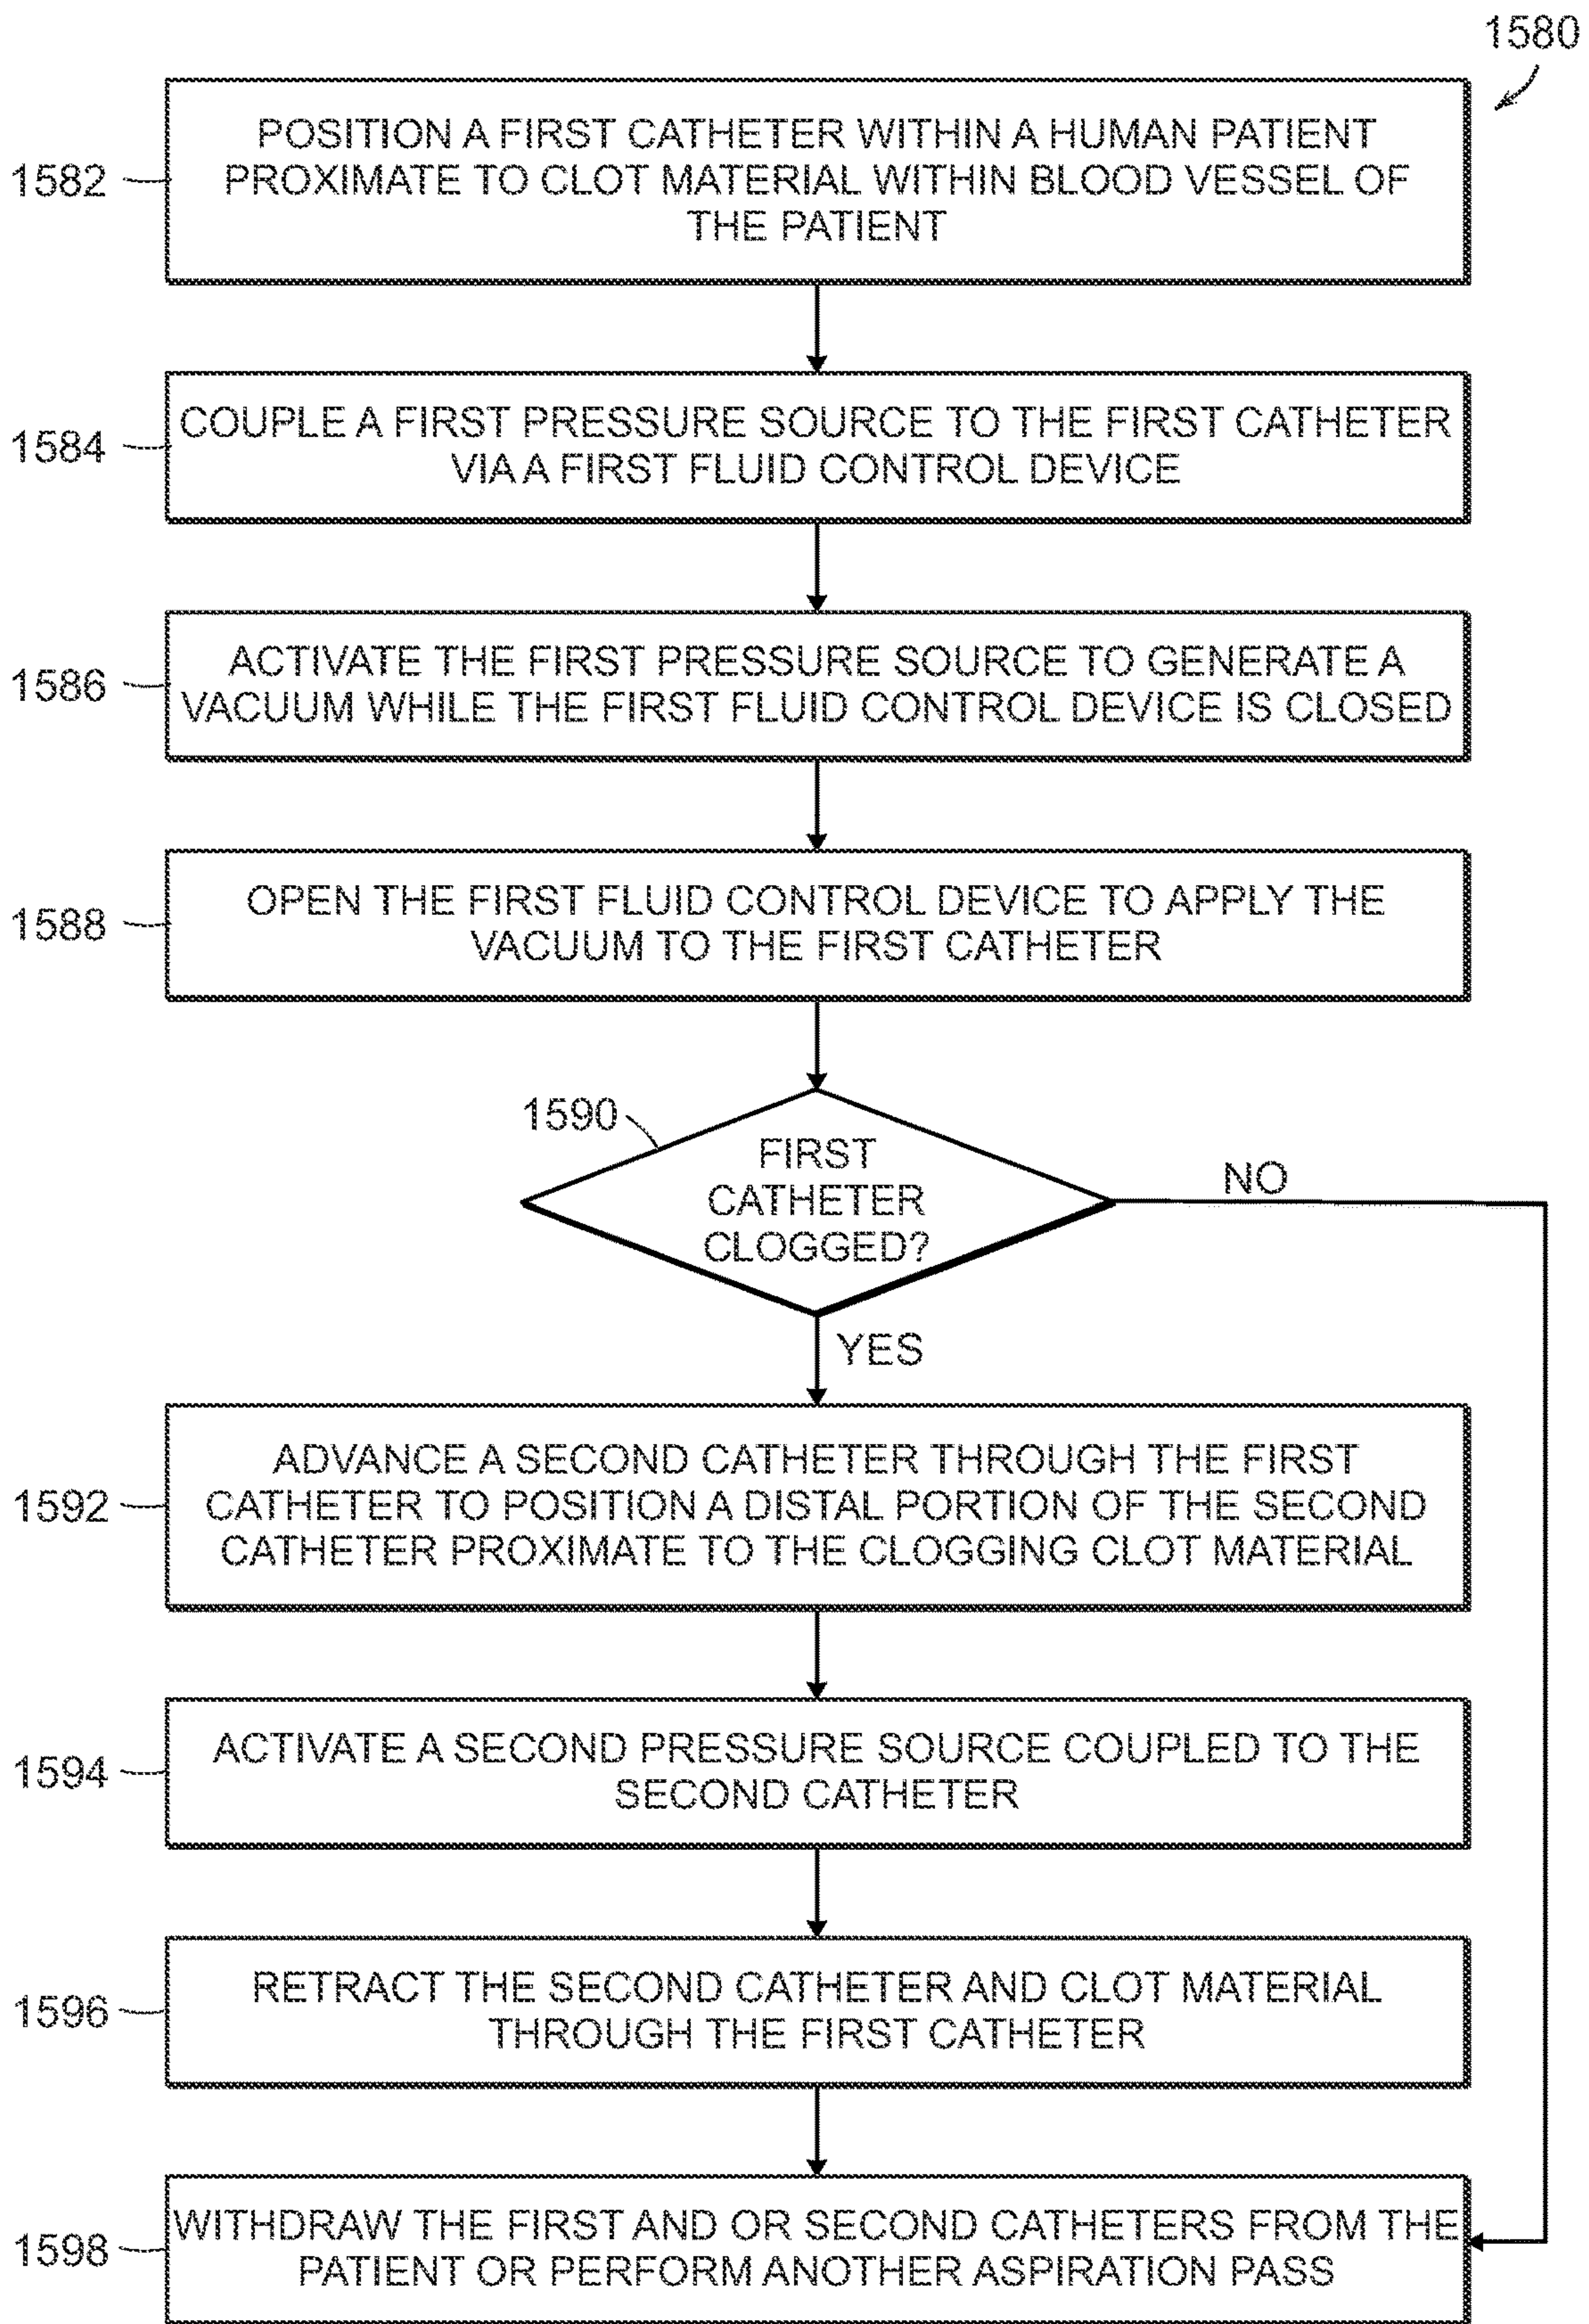 1580
1582
POSITION A FIRST CATHETER WITHIN A HUMAN PATIENT
PROXIMATE TO CLOT MATERIAL WITHIN BLOOD VESSEL OF
THE PATIENT
1584
COUPLE A FIRST PRESSURE SOURCE TO THE FIRST CATHETER
VIA A FIRST FLUID CONTROL DEVICE
1586
ACTIVATE THE FIRST PRESSURE SOURCE TO GENERATE A
VACUUM WHILE THE FIRST FLUID CONTROL DEVICE IS CLOSED
1588
OPEN THE FIRST FLUID CONTROL DEVICE TO APPLY THE
VACUUM TO THE FIRST CATHETER
1590
FIRST
CATHETER
CLOGGED?
NO
YES
1592
ADVANCE A SECOND CATHETER THROUGH THE FIRST
CATHETER TO POSITION A DISTAL PORTION OF THE SECOND
CATHETER PROXIMATE TO THE CLOGGING CLOT MATERIAL
1594
ACTIVATE A SECOND PRESSURE SOURCE COUPLED TO THE
SECOND CATHETER
1596
RETRACT THE SECOND CATHETER AND CLOT MATERIAL
THROUGH THE FIRST CATHETER
1598
WITHDRAW THE FIRST AND OR SECOND CATHETERS FROM THE
PATIENT OR PERFORM ANOTHER ASPIRATION PASS